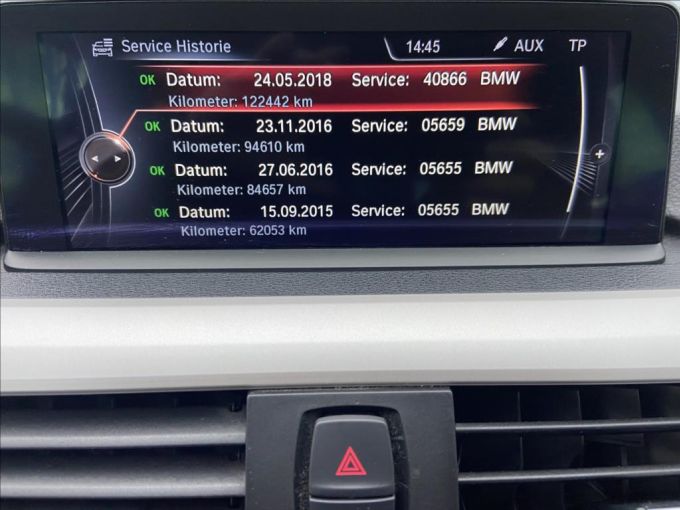 Service Historie 14:45 AUX TP
OK Datum: 24.05.2018 Service: 40866 BMW
Kilometer: 122442 km
OK Datum: 23.11.2016 Service: 05659 BMW
Kilometer: 94610 km
OK Datum: 27.06.2016 Service: 05655 BMW
Kilometer: 84657 km
OK Datum: 15.09.2015 Service: 05655 BMW
Kilometer: 62053 km